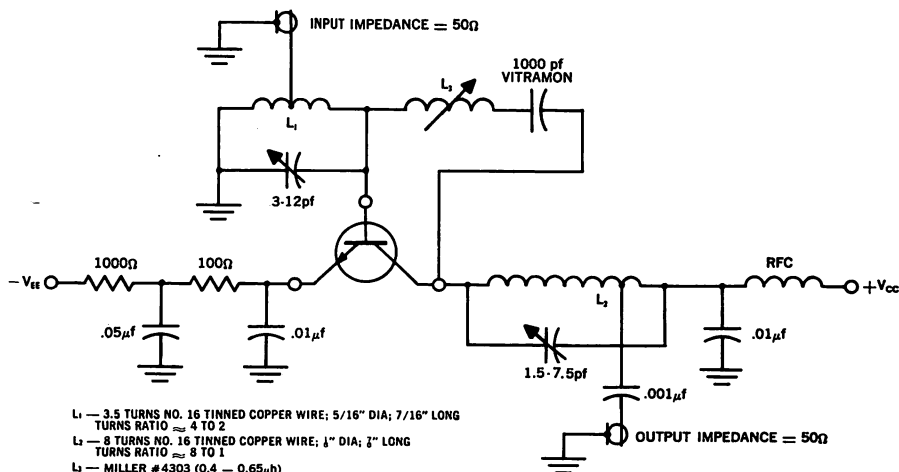 INPUT IMPEDANCE = 50Ω
1000 pf
VITRAMON
L₃
L₁
3-12pf
1000Ω
100Ω
RFC
-VEE
+VCC
L₂
.05µf
.01µf
.01µf
1.5-7.5pf
.001µf
OUTPUT IMPEDANCE = 50Ω
L₁ — 3.5 TURNS NO. 16 TINNED COPPER WIRE; 5/16" DIA; 7/16" LONG
TURNS RATIO ≈ 4 TO 2
L₂ — 8 TURNS NO. 16 TINNED COPPER WIRE; DIA; LONG
TURNS RATIO ≈ 8 TO 1
L₃ — MILLER #4303 (0.4 — 0.65µh)